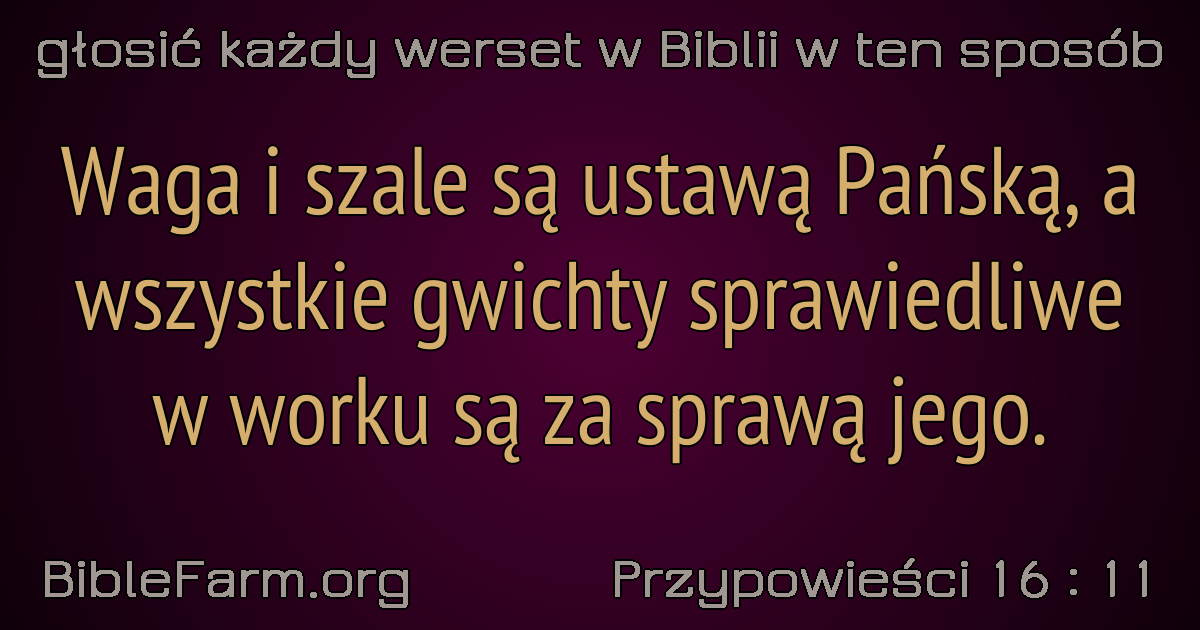 głosić każdy werset w Biblii w ten sposób
Waga i szale są ustawą Pańską, a
wszystkie gwichty sprawiedliwe
w worku są za sprawą jego.
BibleFarm.org
Przypowieści 16 : 11